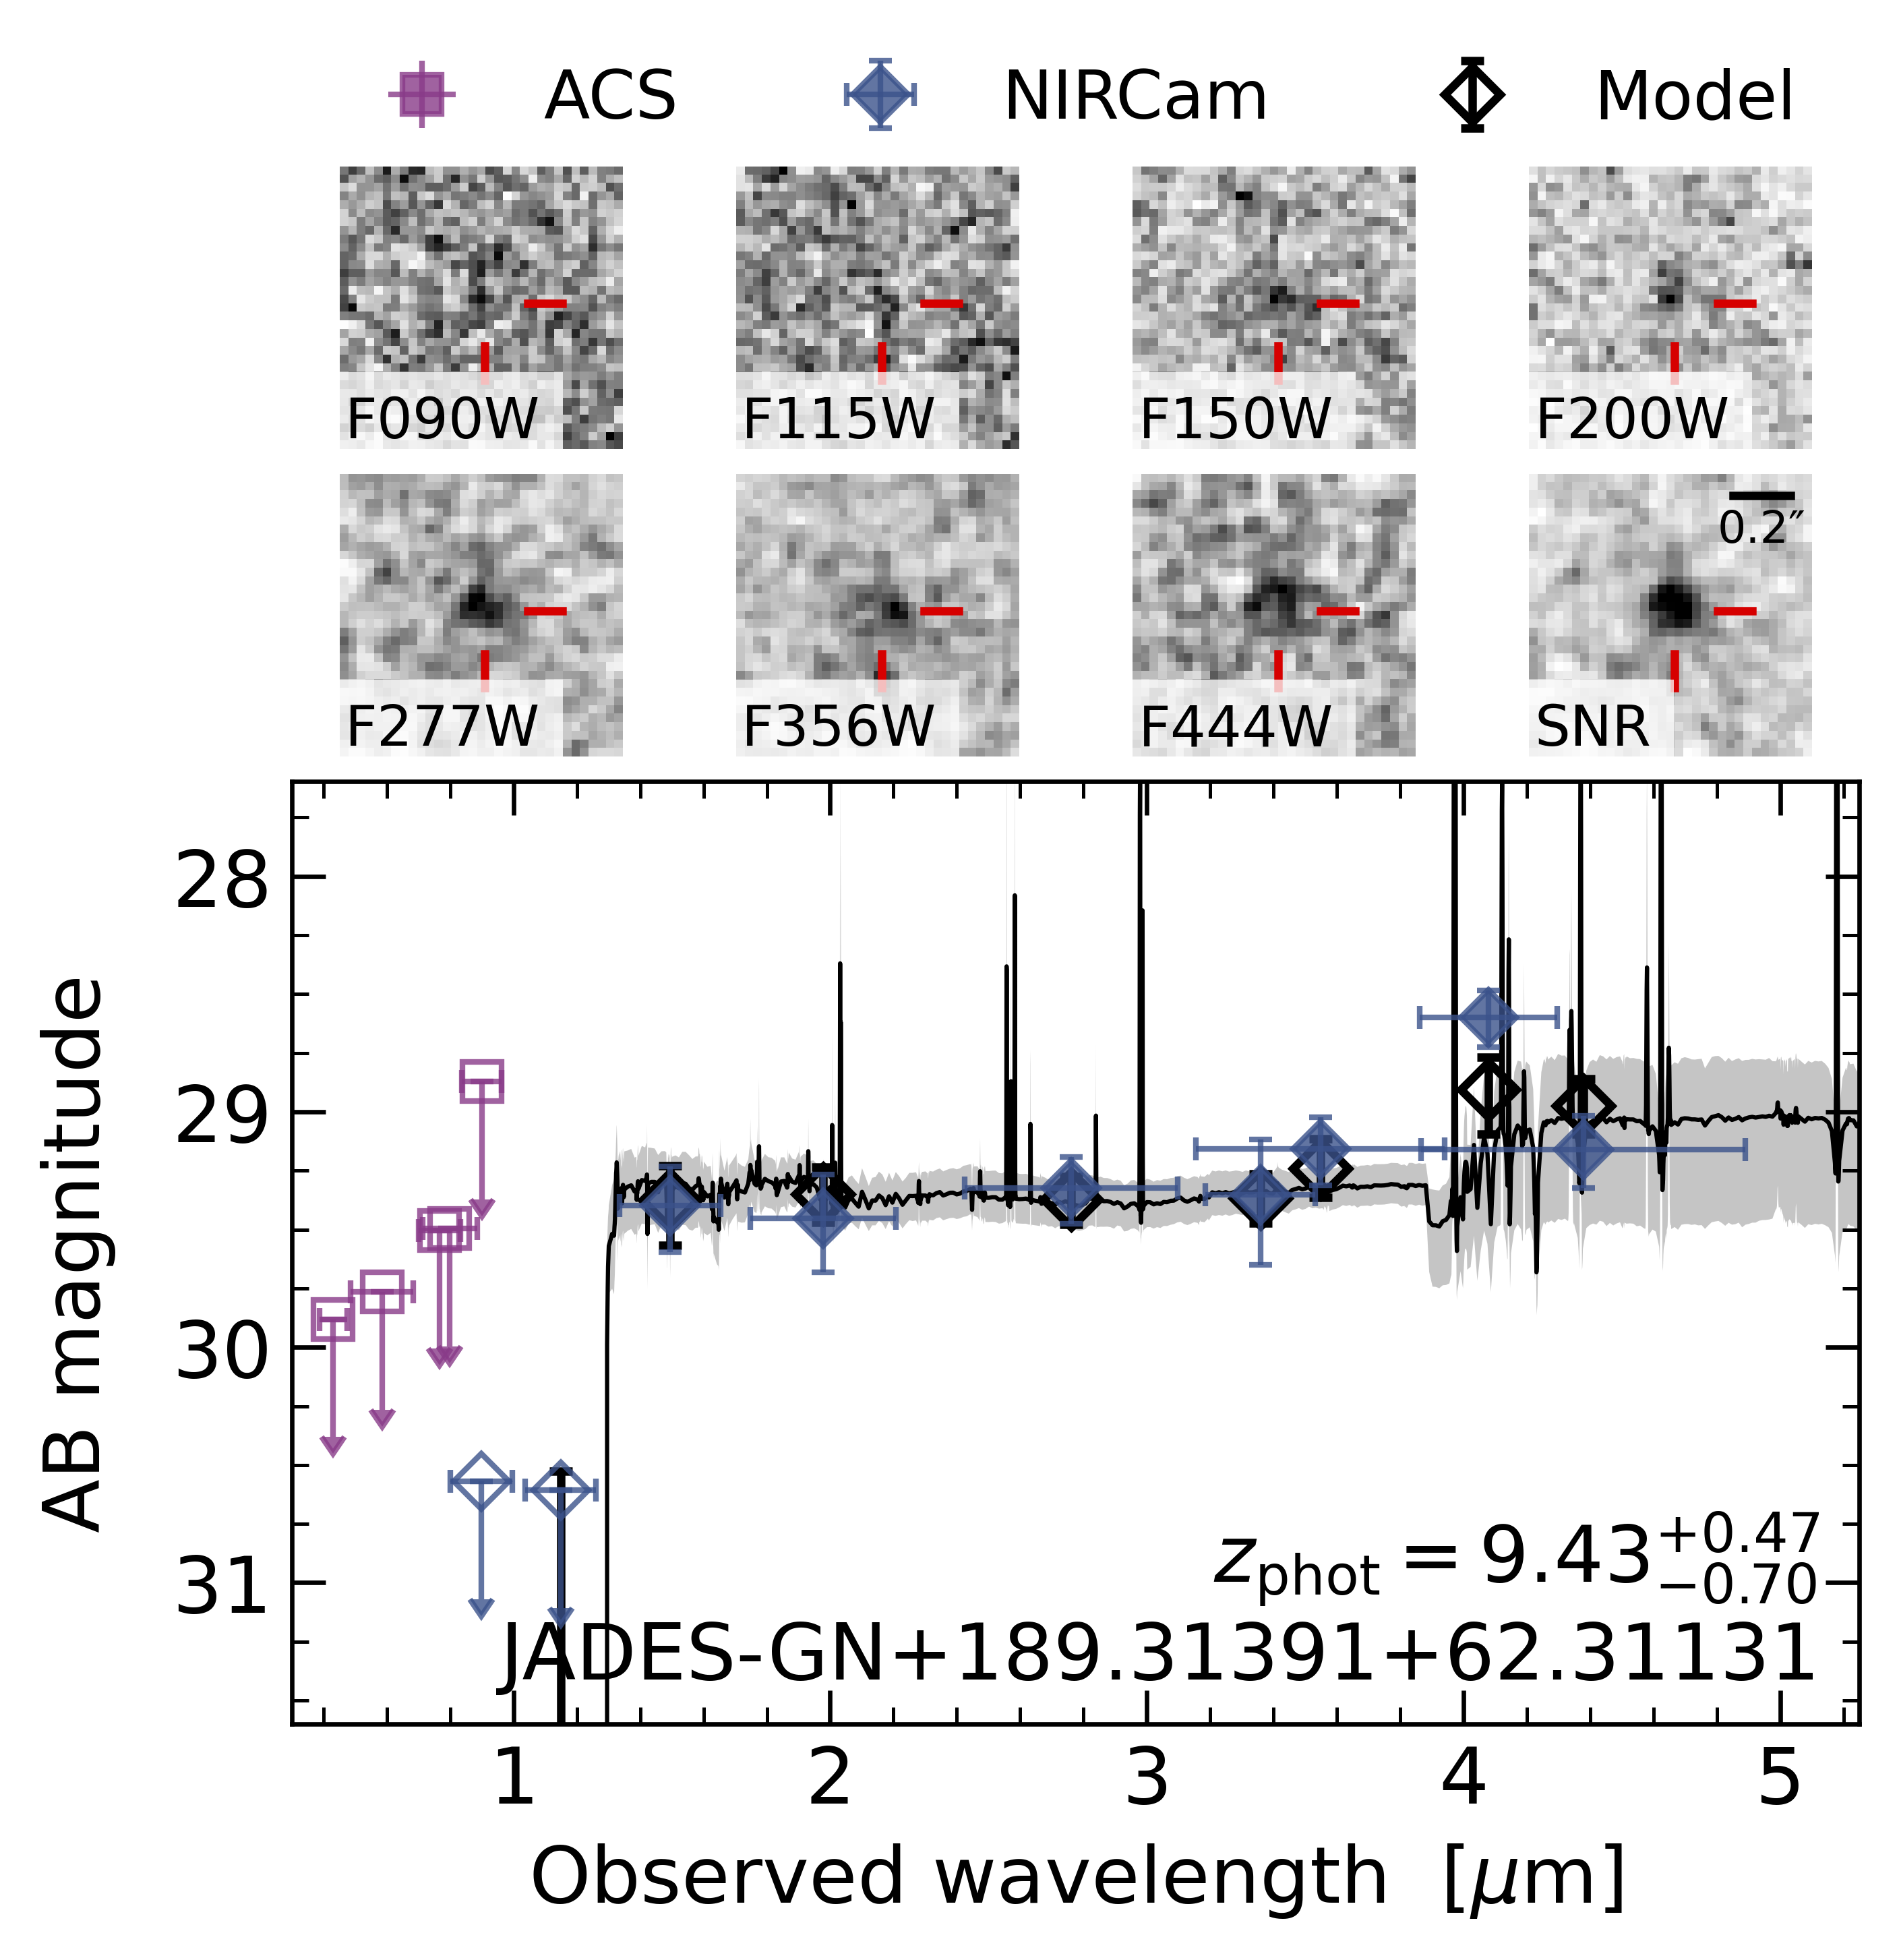 ACS NIRCam Model
F090W F115W F150W F200W
0.2″
F277W F356W F444W SNR
28
29
30
31
AB magnitude
z_phot = 9.43^{+0.47}_{−0.70}
JADES-GN+189.31391+62.31131
1 2 3 4 5
Observed wavelength [μm]